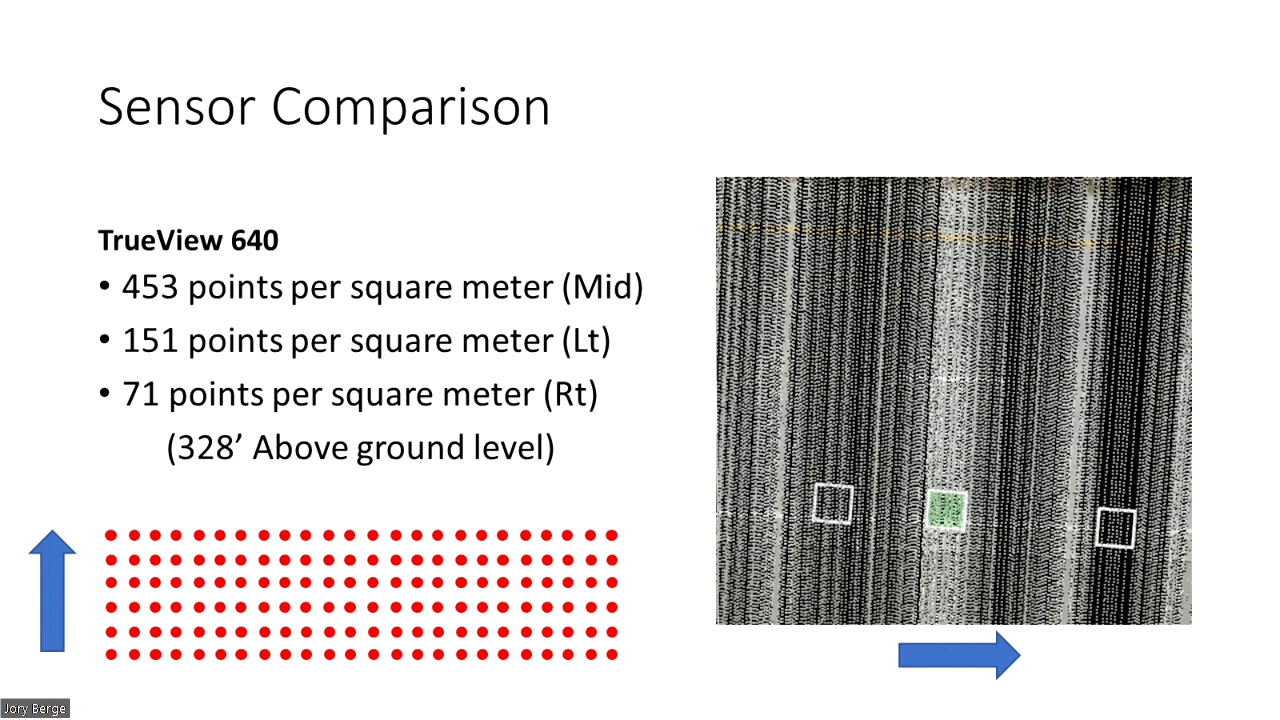 Sensor Comparison
TrueView 640
• 453 points per square meter (Mid)
• 151 points per square meter (Lt)
• 71 points per square meter (Rt)
(328’ Above ground level)
Jory Berge